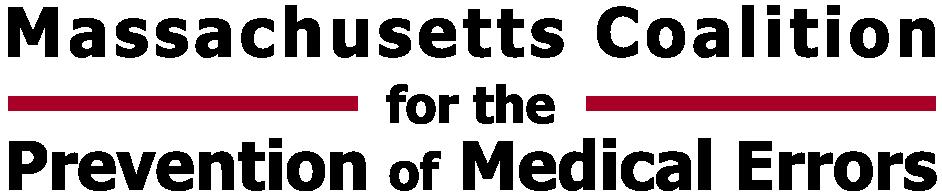 Massachusetts Coalition
for the
Prevention of Medical Errors